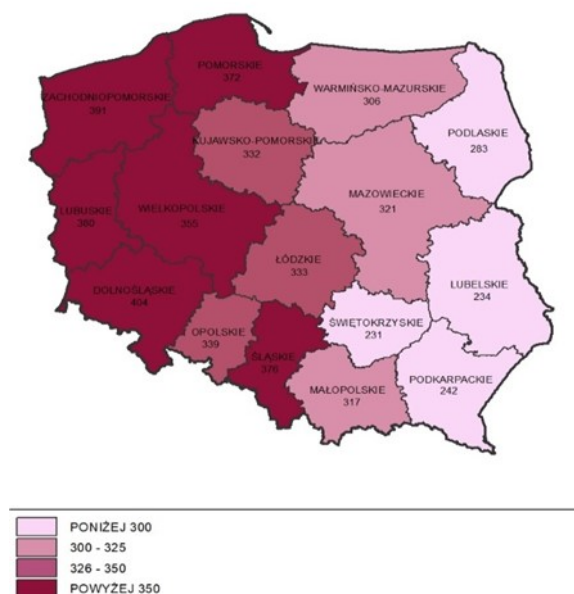 POMORSKIE
372
ZACHODNIOPOMORSKIE
391
WARMIŃSKO-MAZURSKIE
306
PODLASKIE
283
KUJAWSKO-POMORSKIE
332
MAZOWIECKIE
321
LUBUSKIE
380
WIELKOPOLSKIE
355
ŁÓDZKIE
333
LUBELSKIE
234
DOLNOŚLĄSKIE
404
OPOLSKIE
339
ŚLĄSKIE
376
ŚWIĘTOKRZYSKIE
231
MAŁOPOLSKIE
317
PODKARPACKIE
242
PONIŻEJ 300
300 - 325
326 - 350
POWYŻEJ 350